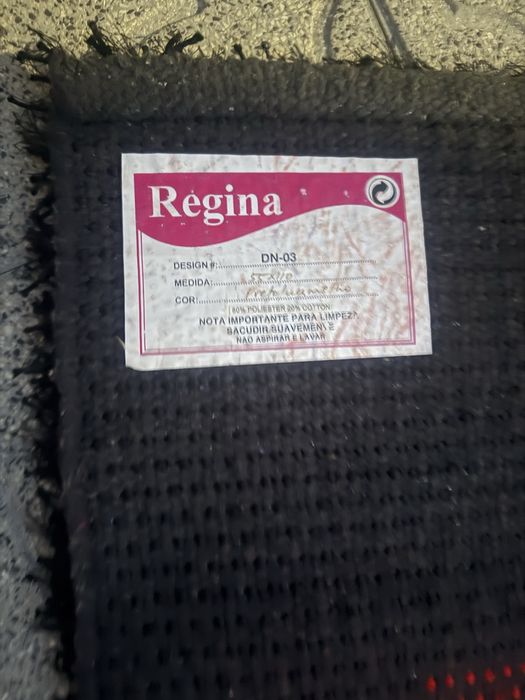 Regina
DESIGN #:..........DN-03..........
MEDIDA:..........
COR:..........
80% POLIESTER 20% COTTON
NOTA IMPORTANTE PARA LIMPEZA
SACUDIR SUAVEMENTE
NAO ASPIRAR E LAVAR